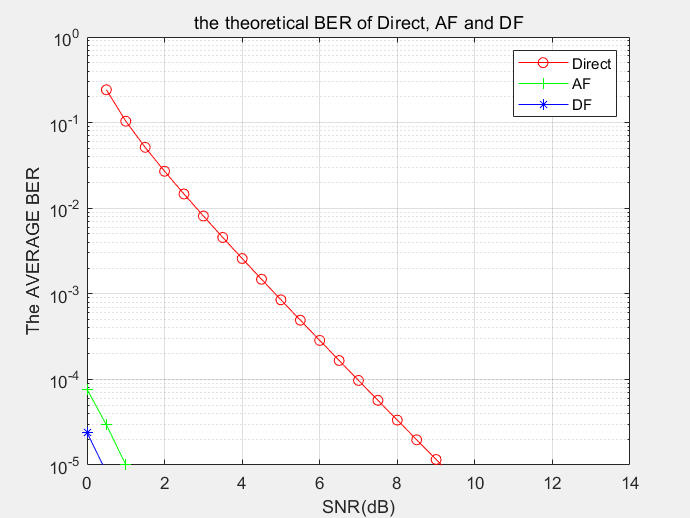 the theoretical BER of Direct, AF and DF
Direct
AF
DF
The AVERAGE BER
10^0
10^-1
10^-2
10^-3
10^-4
10^-5
0 2 4 6 8 10 12 14
SNR(dB)